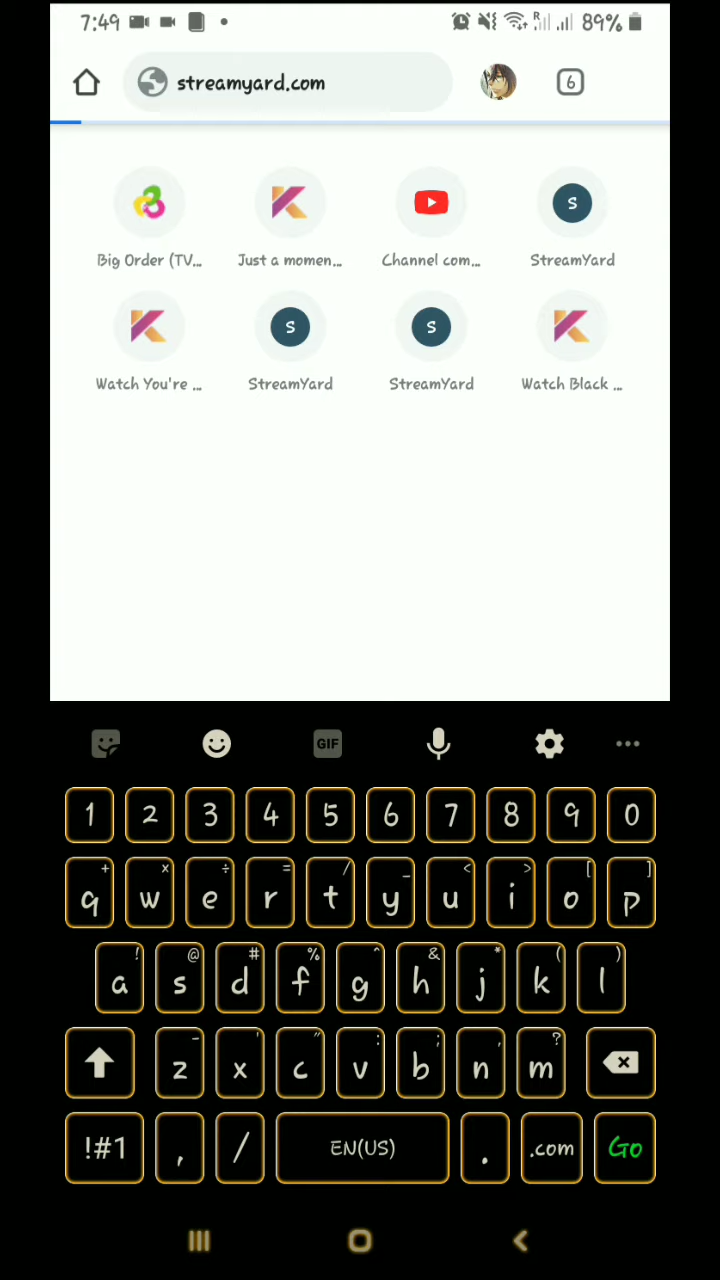 7:49 R 89%
streamyard.com 6
S
Big Order (TV... Just a momen... Channel com... StreamYard
S S
Watch You're ... StreamYard StreamYard Watch Black ...
GIF ...
1 2 3 4 5 6 7 8 9 0
+ × ÷ = / _ < > [ ]
q w e r t y u i o p
! @ # % ^ & * ( )
a s d f g h j k l
- ' " : ; , ?
z x c v b n m
!#1 , / EN(US) . .com Go